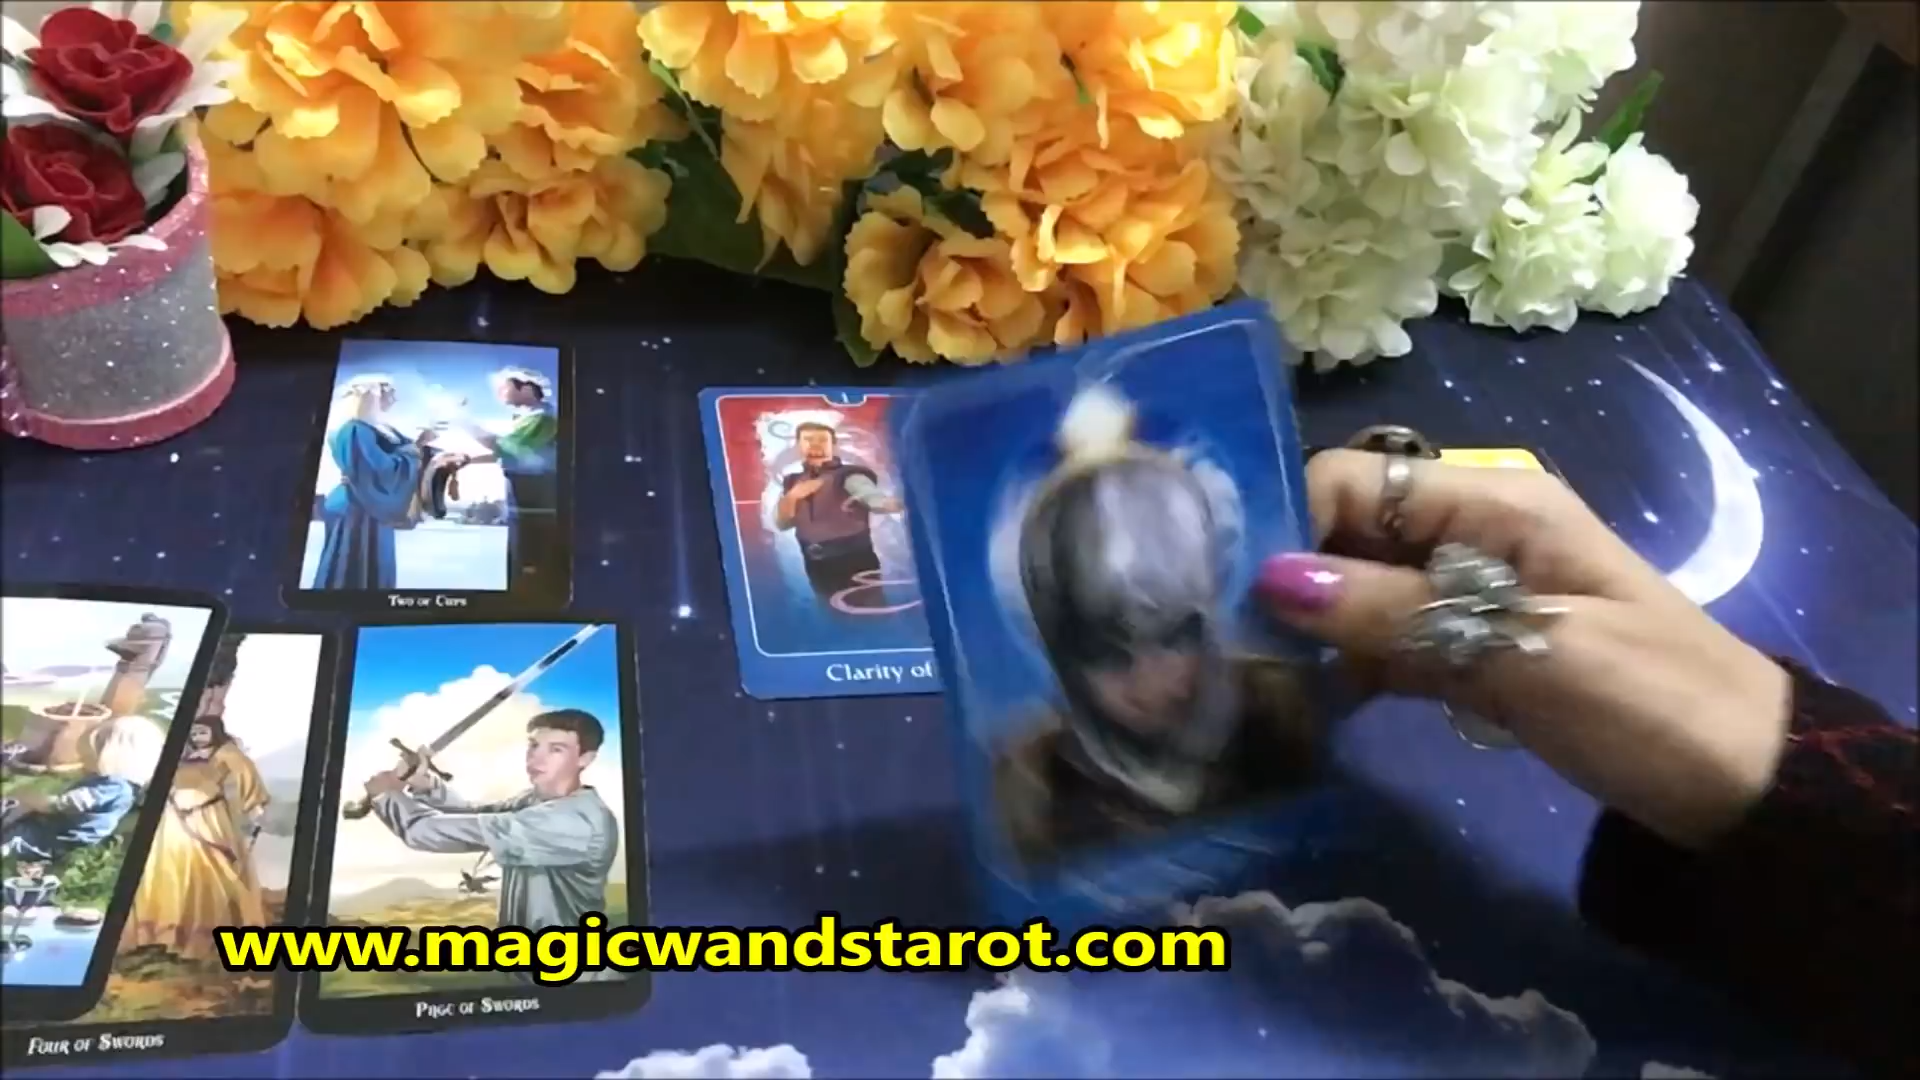 Two of Cups
I
Clarity of
www.magicwandstarot.com
Page of Swords
Four of Swords